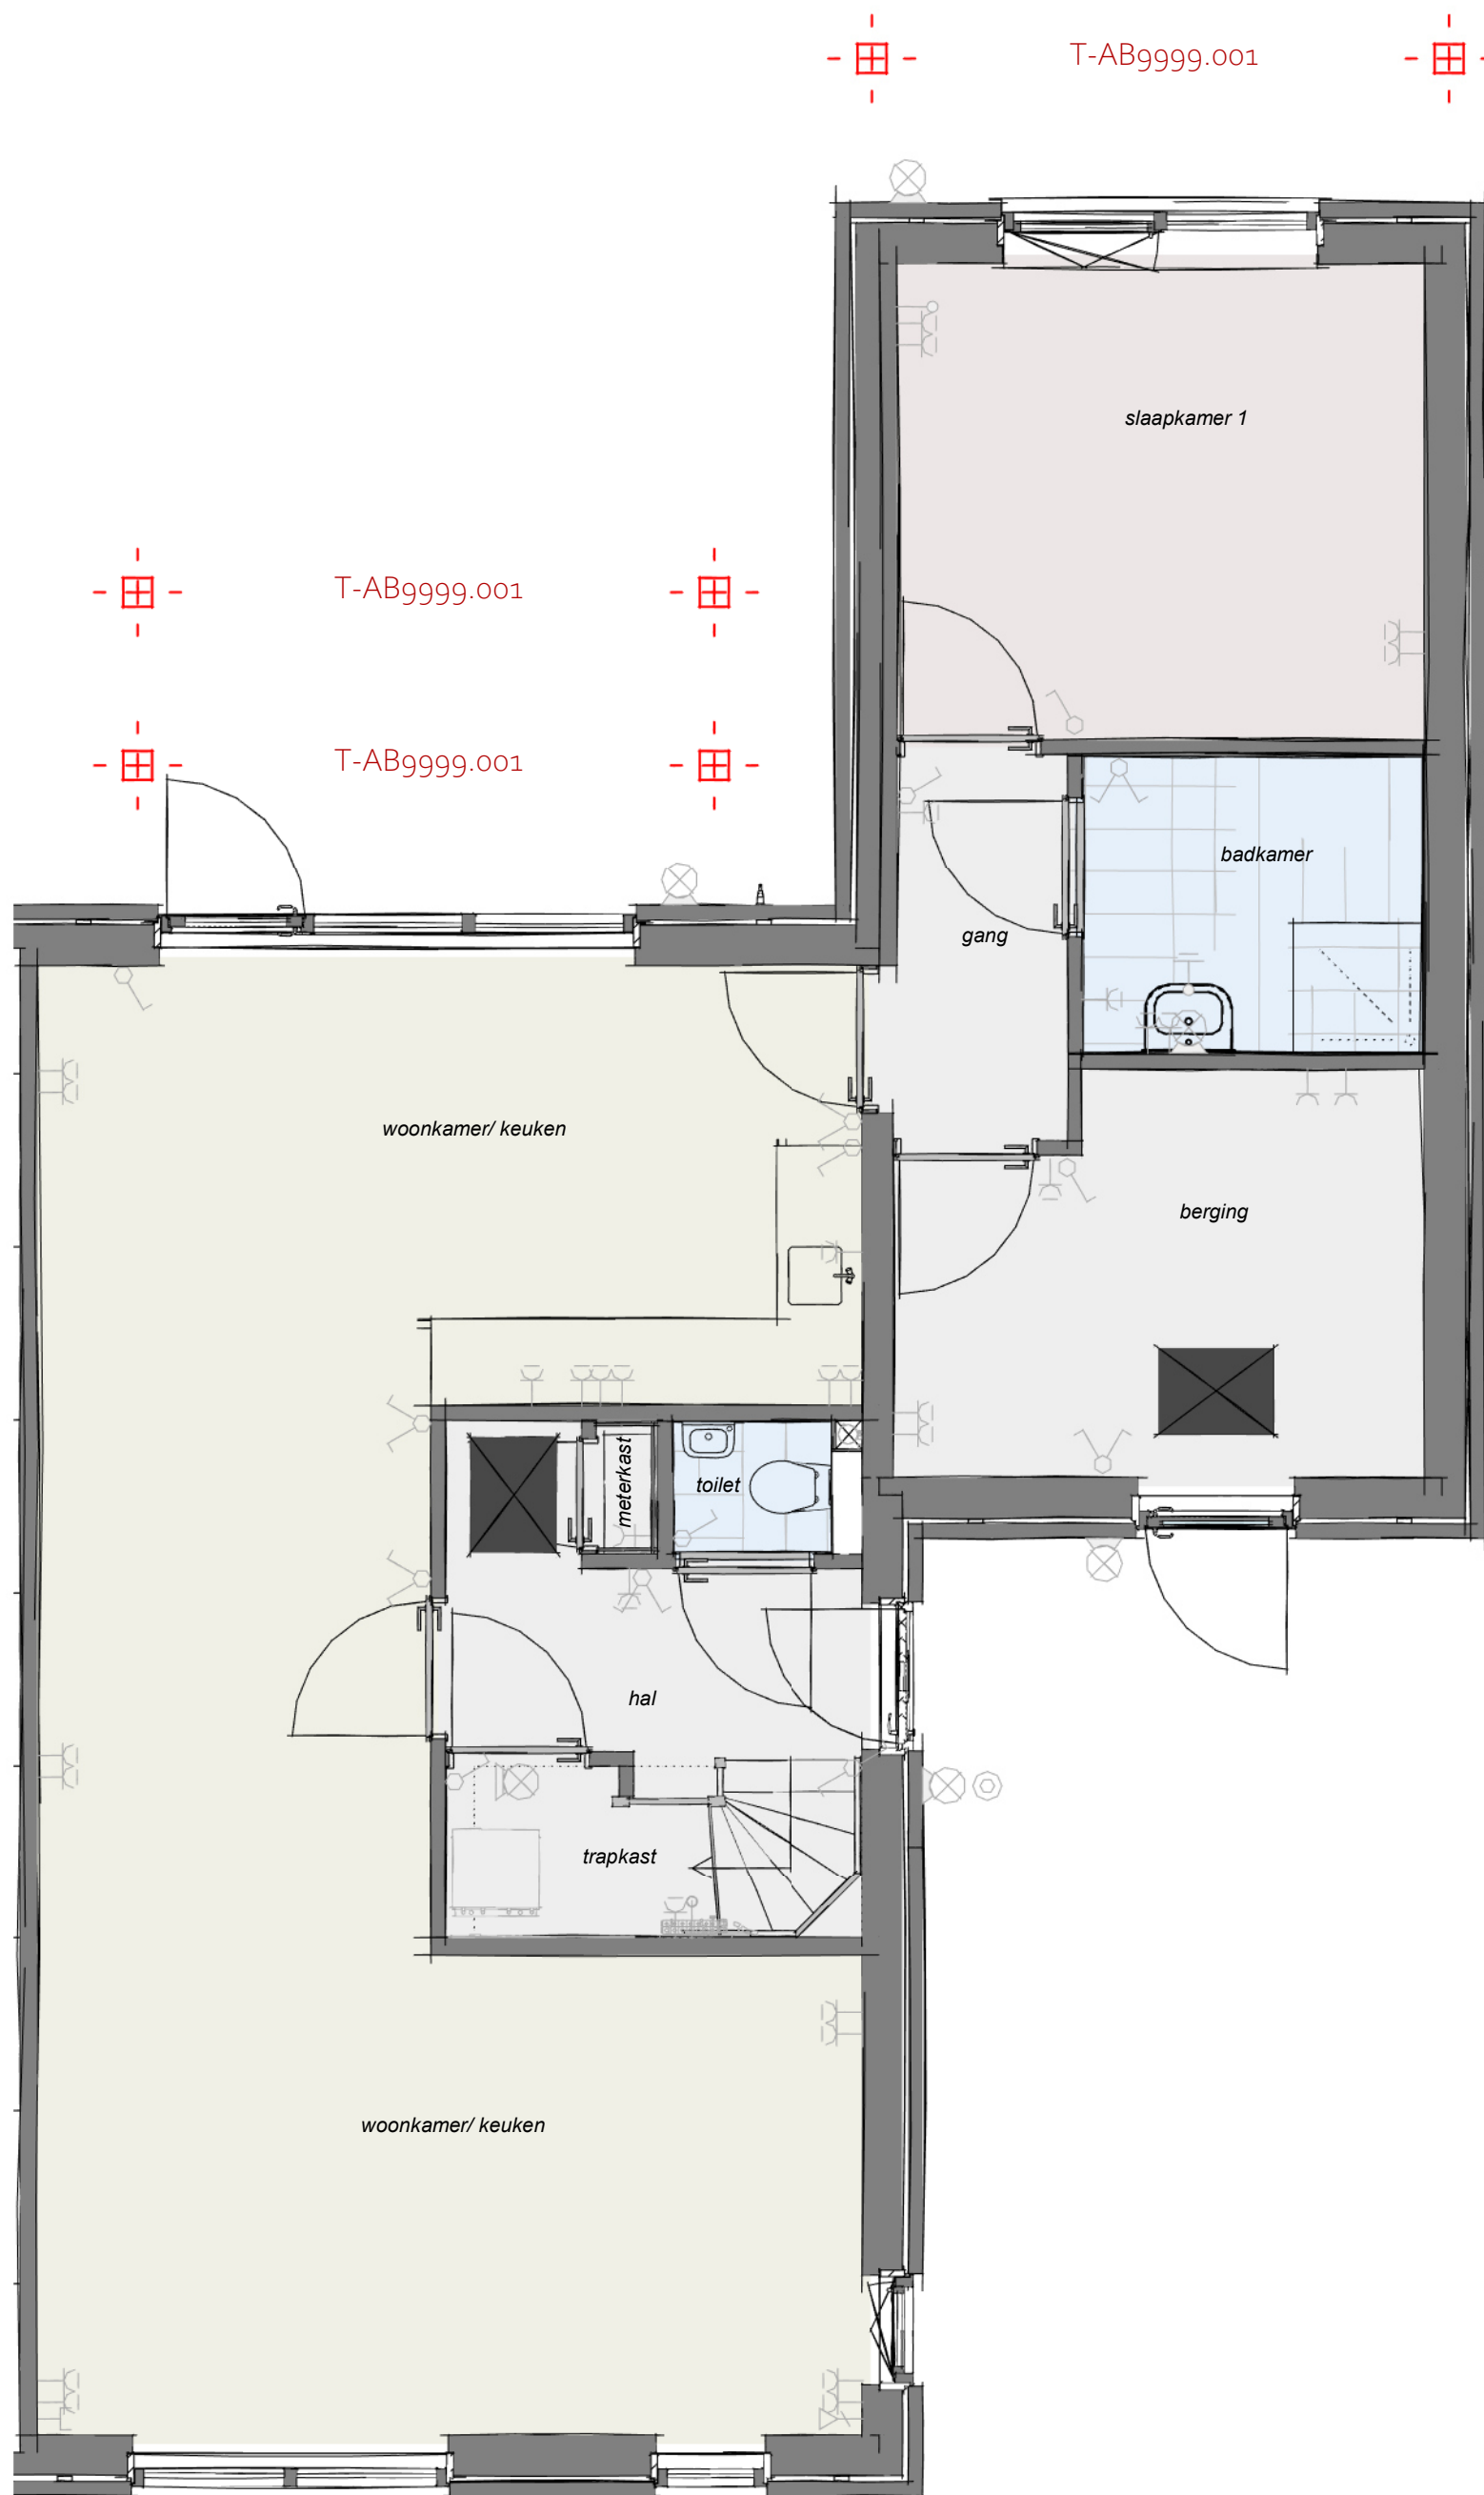 T-AB9999.001
slaapkamer 1
T-AB9999.001
T-AB9999.001
badkamer
gang
woonkamer/ keuken
berging
meterkast
toilet
hal
trapkast
woonkamer/ keuken